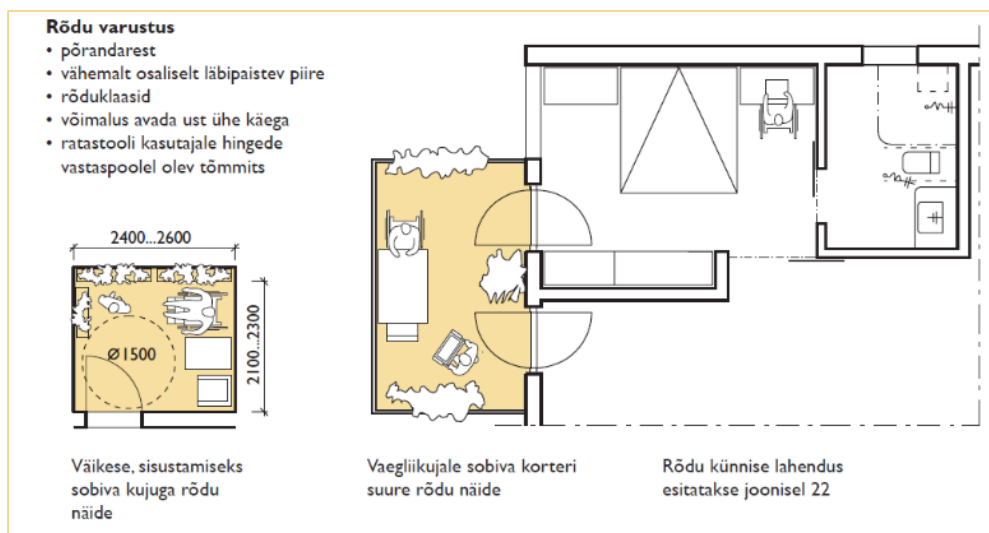 Rõdu varustus
• põrandarest
• vähemalt osaliselt läbipaistev piire
• rõduklaasid
• võimalus avada ust ühe käega
• ratastooli kasutajale hingede
vastaspoolel olev tõmmits
2400...2600
2100...2300
Ø1500
Väikese, sisustamiseks
sobiva kujuga rõdu
näide
Vaegliikujale sobiva korteri
suure rõdu näide
Rõdu künnise lahendus
esitatakse joonisel 22